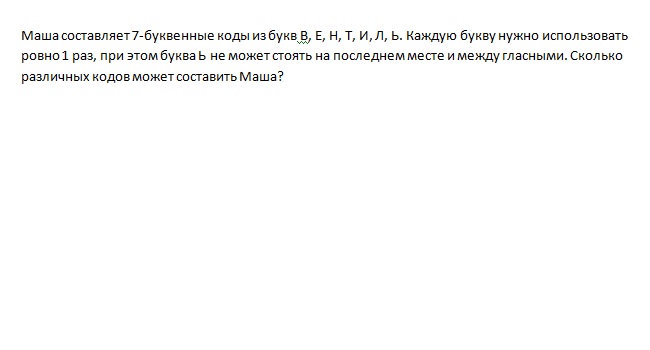 Маша составляет 7-буквенные коды из букв В, Е, Н, Т, И, Л, Ь. Каждую букву нужно использовать
ровно 1 раз, при этом буква Ь не может стоять на последнем месте и между гласными. Сколько
различных кодов может составить Маша?